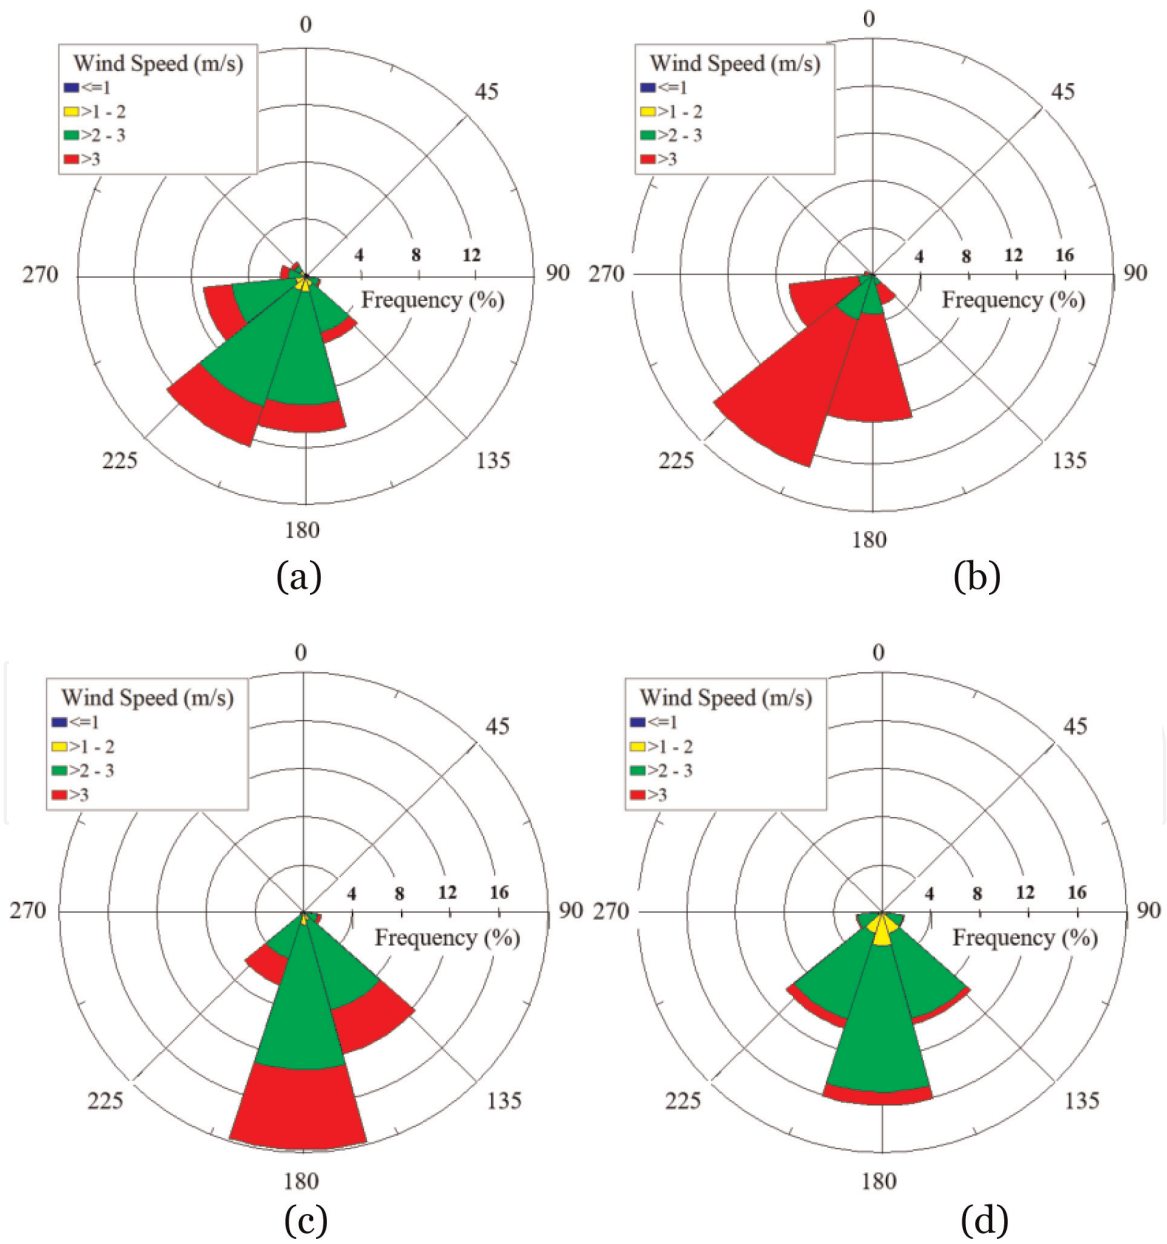 0
Wind Speed (m/s)
<=1
>1 - 2
>2 - 3
>3
45
4 8 12
270 90
Frequency (%)
225 135
180
(a)
0
Wind Speed (m/s)
<=1
>1 - 2
>2 - 3
>3
45
4 8 12 16
270 90
Frequency (%)
225 135
180
(b)
0
Wind Speed (m/s)
<=1
>1 - 2
>2 - 3
>3
45
4 8 12 16
270 90
Frequency (%)
225 135
180
(c)
0
Wind Speed (m/s)
<=1
>1 - 2
>2 - 3
>3
45
4 8 12 16
270 90
Frequency (%)
225 135
180
(d)